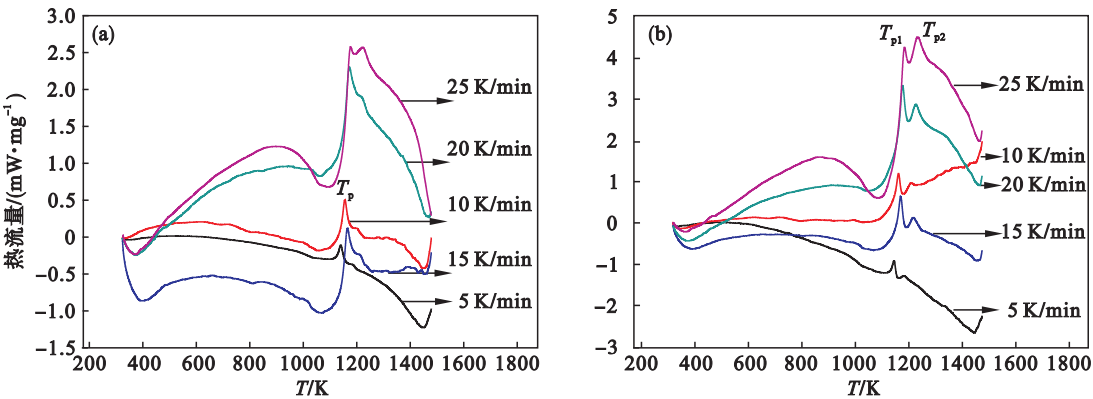 热流量/(mW·mg⁻¹)
(a)
3.0
2.5
2.0
1.5
1.0
0.5
0
−0.5
−1.0
−1.5
25 K/min
20 K/min
Tp
10 K/min
15 K/min
5 K/min
200 400 600 800 1000 1200 1400 1600 1800
T/K
(b)
5
4
3
2
1
0
−1
−2
−3
Tp1 Tp2
25 K/min
10 K/min
20 K/min
15 K/min
5 K/min
200 400 600 800 1000 1200 1400 1600 1800
T/K